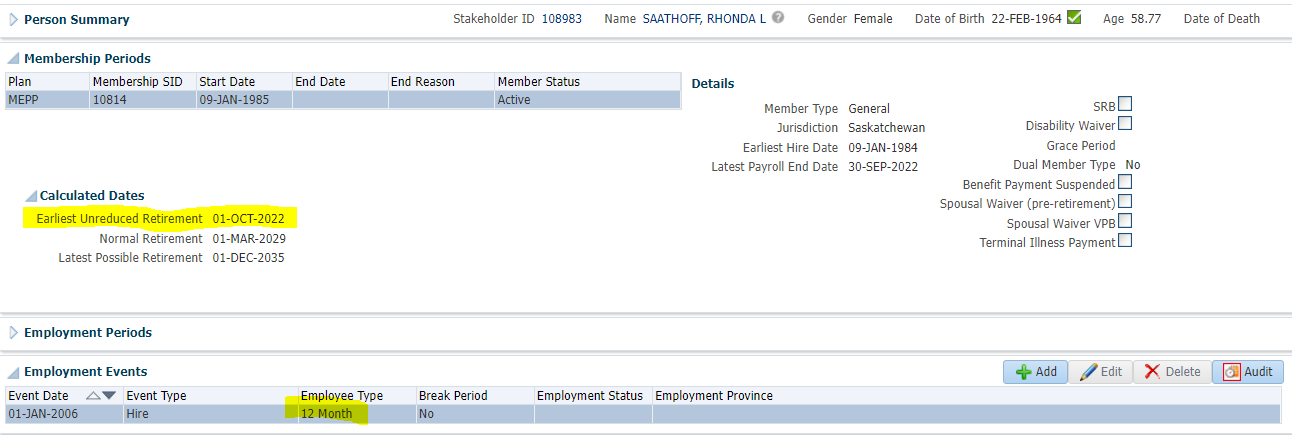 Person Summary Stakeholder ID 108983 Name SAATHOFF, RHONDA L Gender Female Date of Birth 22-FEB-1964 Age 58.77 Date of Death
Membership Periods
Plan Membership SID Start Date End Date End Reason Member Status
MEPP 10814 09-JAN-1985 Active
Details
Member Type General
Jurisdiction Saskatchewan
Earliest Hire Date 09-JAN-1984
Latest Payroll End Date 30-SEP-2022
SRB
Disability Waiver
Grace Period
Dual Member Type No
Benefit Payment Suspended
Spousal Waiver (pre-retirement)
Spousal Waiver VPB
Terminal Illness Payment
Calculated Dates
Earliest Unreduced Retirement 01-OCT-2022
Normal Retirement 01-MAR-2029
Latest Possible Retirement 01-DEC-2035
Employment Periods
Employment Events Add Edit Delete Audit
Event Date Event Type Employee Type Break Period Employment Status Employment Province
01-JAN-2006 Hire 12 Month No